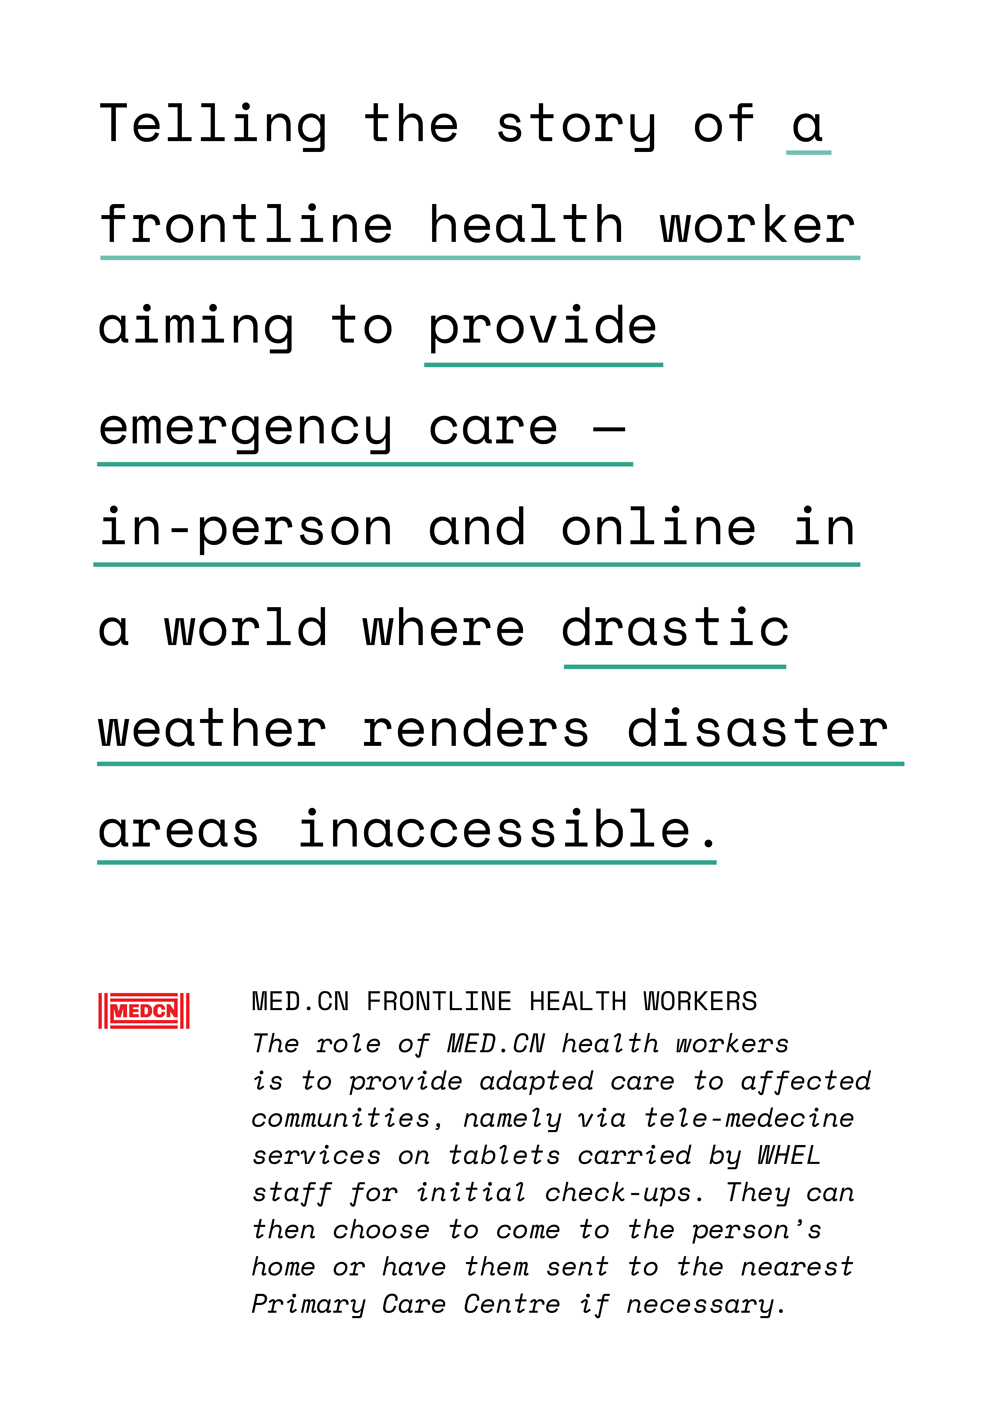 Telling the story of a
frontline health worker
aiming to provide
emergency care —
in-person and online in
a world where drastic
weather renders disaster
areas inaccessible.
MEDCN
MED.CN FRONTLINE HEALTH WORKERS
The role of MED.CN health workers
is to provide adapted care to affected
communities, namely via tele-medecine
services on tablets carried by WHEL
staff for initial check-ups. They can
then choose to come to the person’s
home or have them sent to the nearest
Primary Care Centre if necessary.